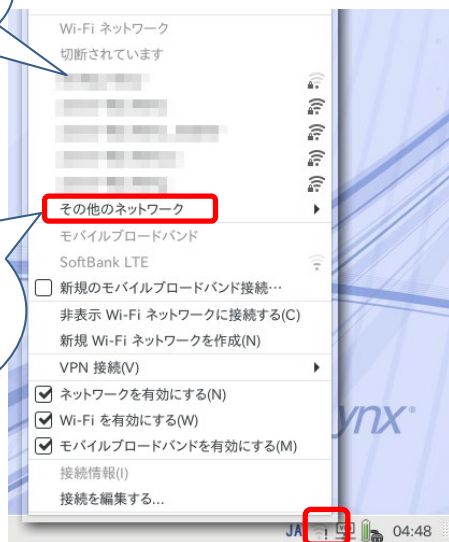 Wi-Fi ネットワーク
切断されています
その他のネットワーク
モバイルブロードバンド
SoftBank LTE
新規のモバイルブロードバンド接続…
非表示 Wi-Fi ネットワークに接続する(C)
新規 Wi-Fi ネットワークを作成(N)
VPN 接続(V)
ネットワークを有効にする(N)
Wi-Fi を有効にする(W)
モバイルブロードバンドを有効にする(M)
接続情報(I)
接続を編集する...
ynx®
JA
04:48